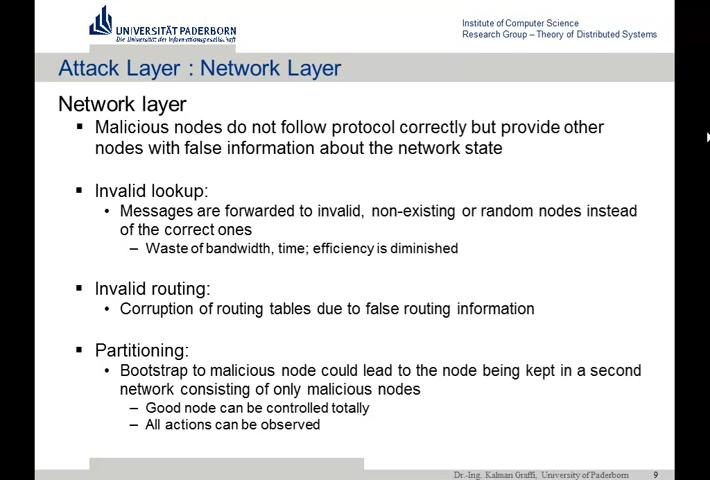 UNIVERSITÄT PADERBORN
Die Universität der Informationsgesellschaft
Institute of Computer Science
Research Group – Theory of Distributed Systems
Attack Layer : Network Layer
Network layer
▪ Malicious nodes do not follow protocol correctly but provide other
nodes with false information about the network state
▪ Invalid lookup:
• Messages are forwarded to invalid, non-existing or random nodes instead
of the correct ones
– Waste of bandwidth, time; efficiency is diminished
▪ Invalid routing:
• Corruption of routing tables due to false routing information
▪ Partitioning:
• Bootstrap to malicious node could lead to the node being kept in a second
network consisting of only malicious nodes
– Good node can be controlled totally
– All actions can be observed
Dr.-Ing. Kalman Graffi, University of Paderborn 9